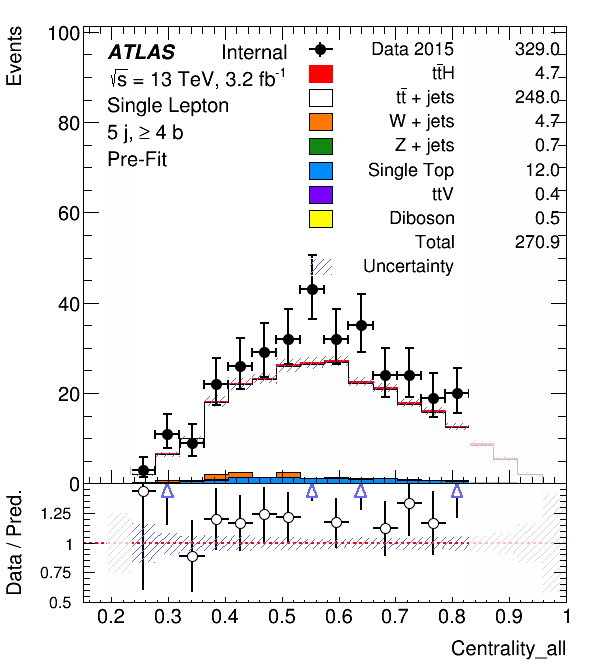 Events
100
80
60
40
20
0
ATLAS Internal
√s = 13 TeV, 3.2 fb⁻¹
Single Lepton
5 j, ≥ 4 b
Pre-Fit
Data 2015 329.0
tt̄H 4.7
tt̄ + jets 248.0
W + jets 4.7
Z + jets 0.7
Single Top 12.0
ttV 0.4
Diboson 0.5
Total 270.9
Uncertainty
Data / Pred.
1.25
1
0.75
0.5
0.2 0.3 0.4 0.5 0.6 0.7 0.8 0.9 1
Centrality_all